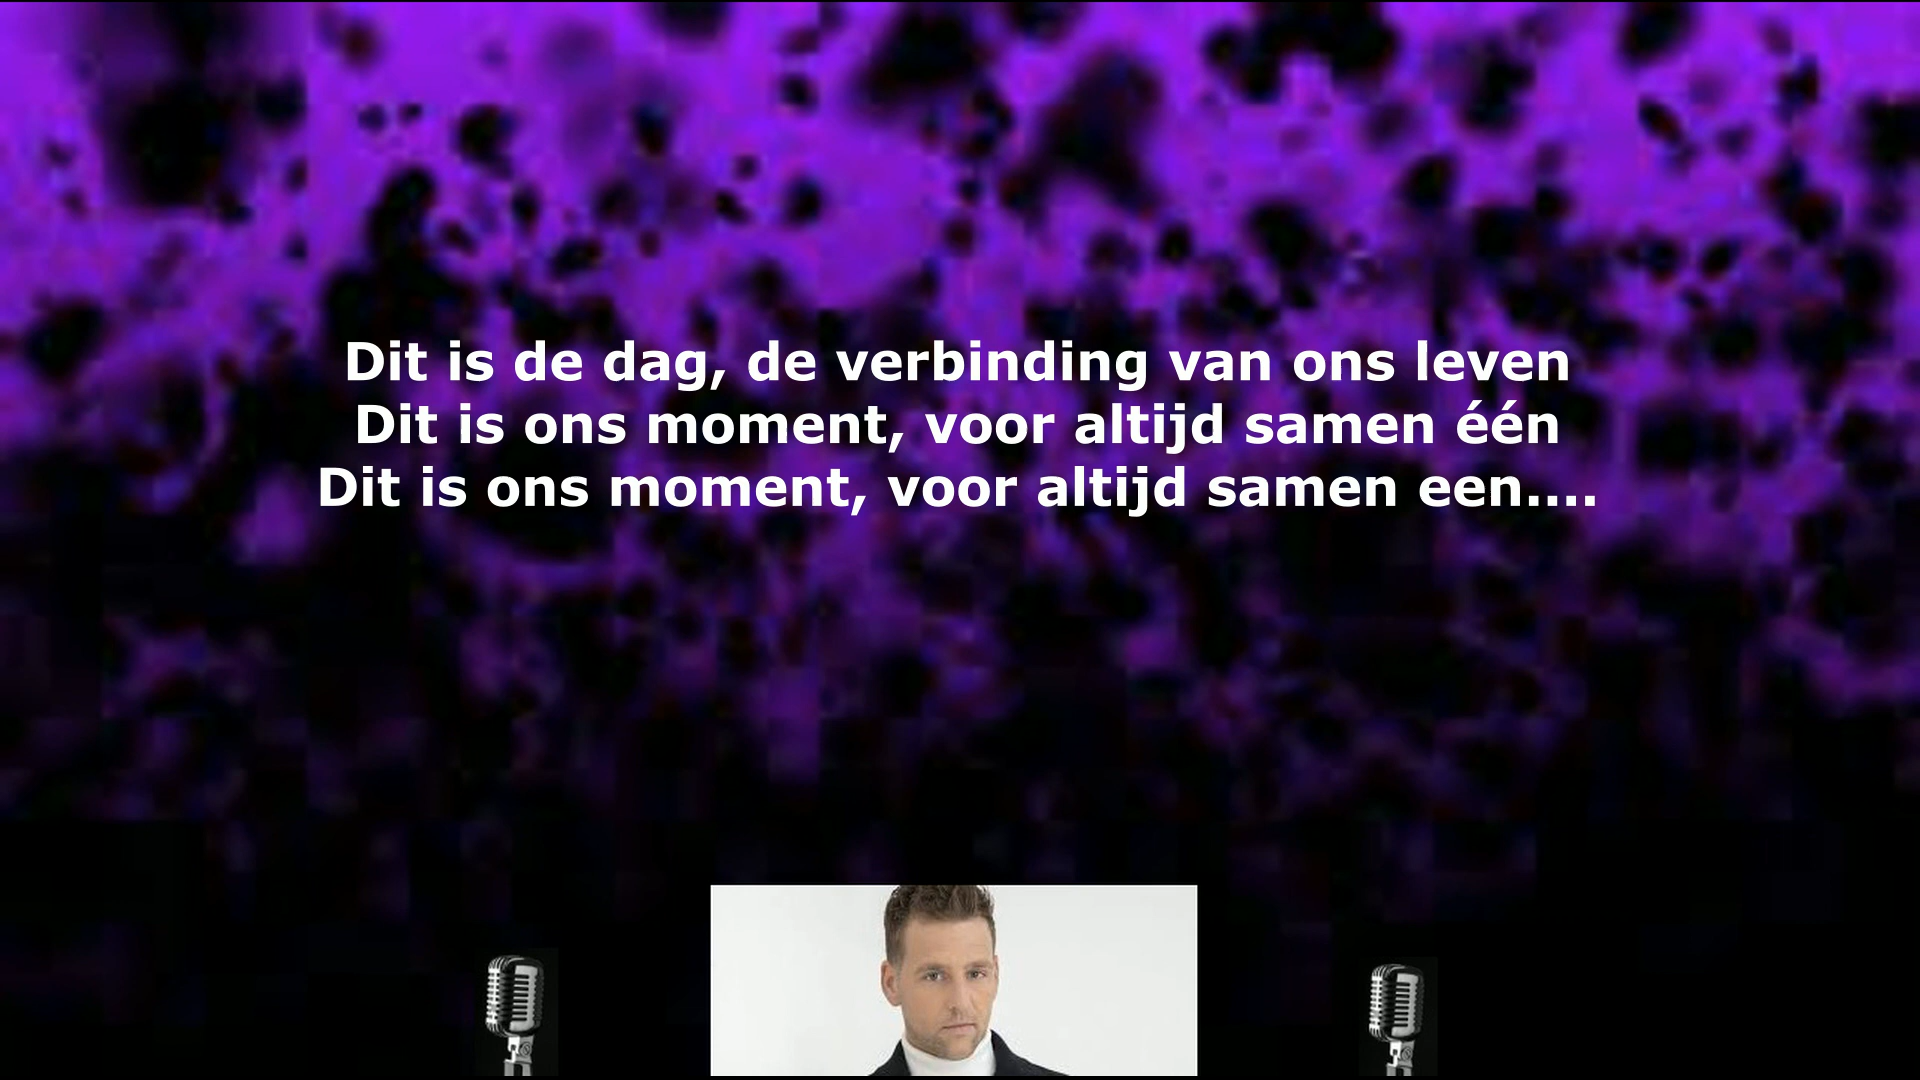 Dit is de dag, de verbinding van ons leven
Dit is ons moment, voor altijd samen één
Dit is ons moment, voor altijd samen een....